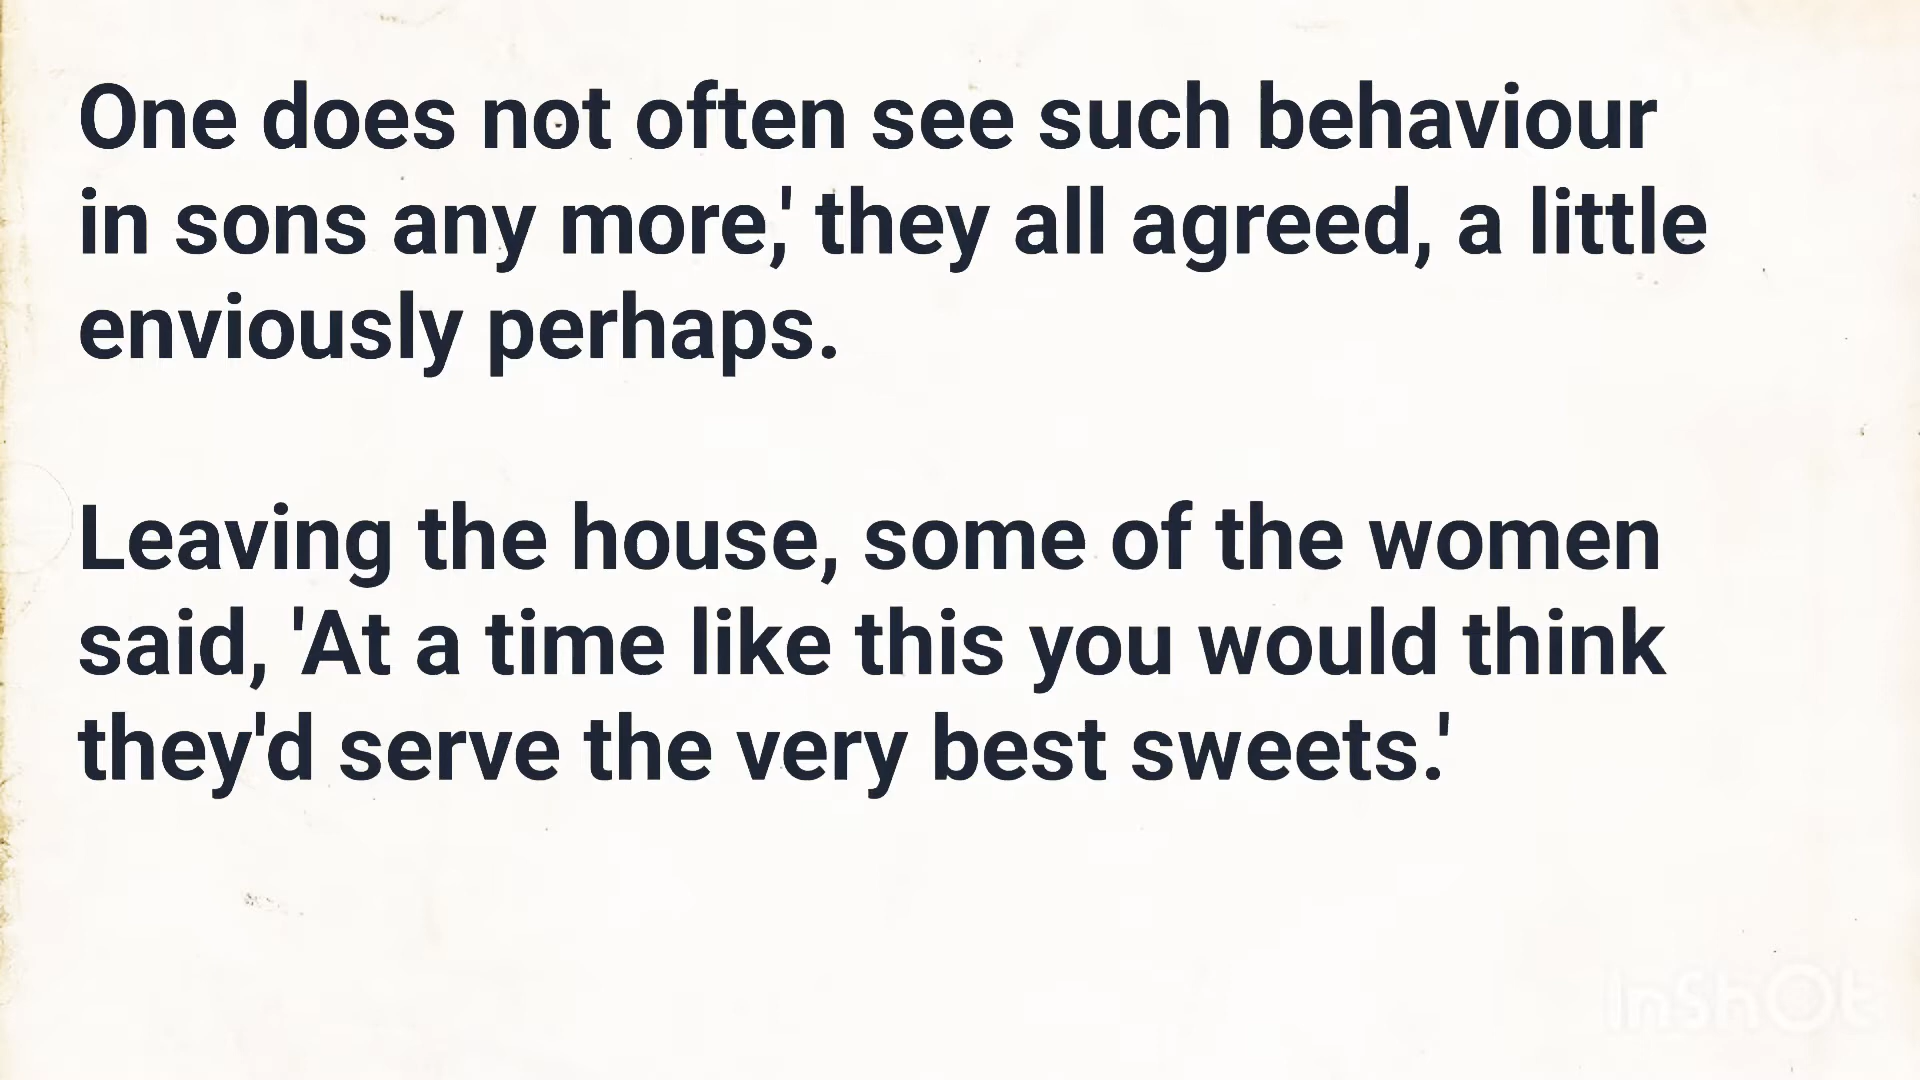 One does not often see such behaviour
in sons any more,' they all agreed, a little
enviously perhaps.
Leaving the house, some of the women
said, 'At a time like this you would think
they'd serve the very best sweets.'
InShOt